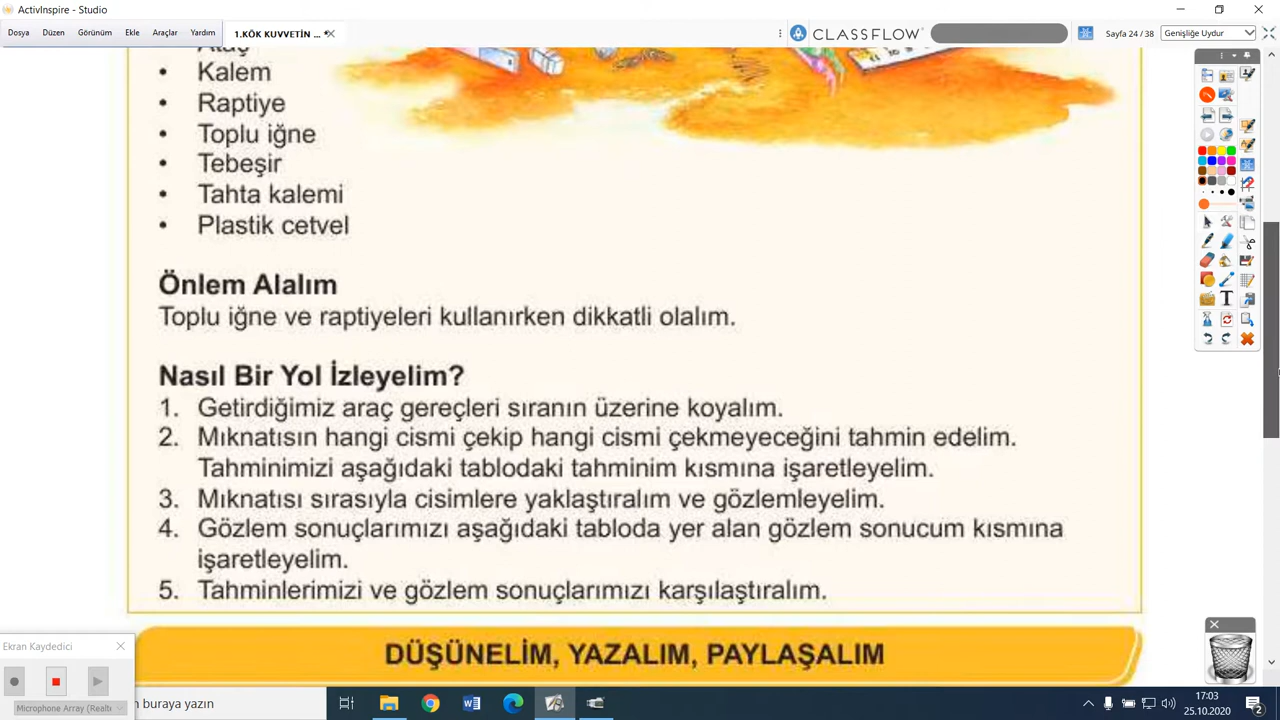 ActivInspire - Studio
Dosya Düzen Görünüm Ekle Araçlar Yardım
1.KÖK KUVVETİN ...
CLASSFLOW
Sayfa 24 / 38
Genişliğe Uydur
Ataç
• Kalem
• Raptiye
• Toplu iğne
• Tebeşir
• Tahta kalemi
• Plastik cetvel
Önlem Alalım
Toplu iğne ve raptiyeleri kullanırken dikkatli olalım.
Nasıl Bir Yol İzleyelim?
1. Getirdiğimiz araç gereçleri sıranın üzerine koyalım.
2. Mıknatısın hangi cismi çekip hangi cismi çekmeyeceğini tahmin edelim.
Tahminimizi aşağıdaki tablodaki tahminim kısmına işaretleyelim.
3. Mıknatısı sırasıyla cisimlere yaklaştıralım ve gözlemleyelim.
4. Gözlem sonuçlarımızı aşağıdaki tabloda yer alan gözlem sonucum kısmına
işaretleyelim.
5. Tahminlerimizi ve gözlem sonuçlarımızı karşılaştıralım.
DÜŞÜNELİM, YAZALIM, PAYLAŞALIM
Ekran Kaydedici
Microphone Array (Realte
n buraya yazın
17:03
25.10.2020
2